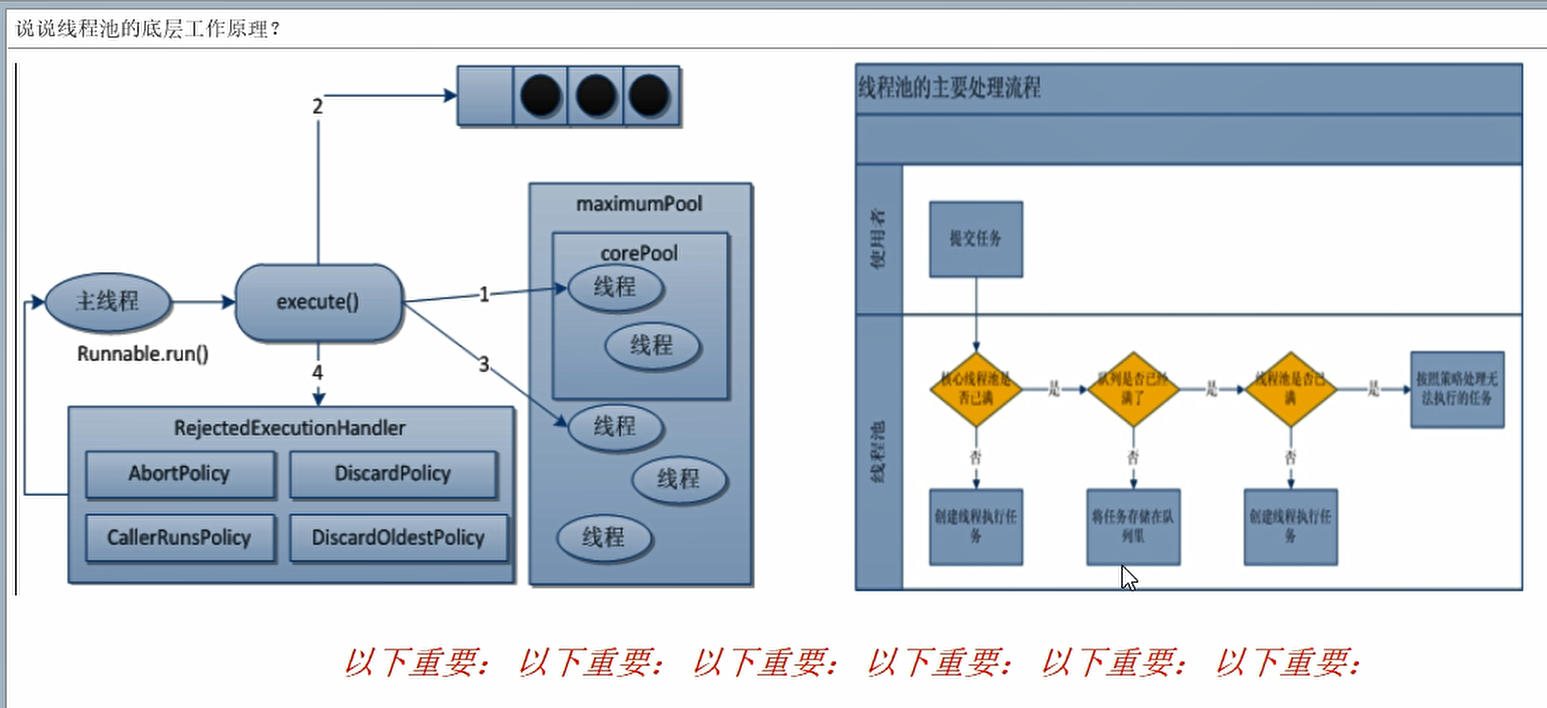 说说线程池的底层工作原理？
2
maximumPool
corePool
线程
线程
线程
线程
线程
主线程
execute()
1
3
Runnable.run()
4
RejectedExecutionHandler
AbortPolicy
DiscardPolicy
CallerRunsPolicy
DiscardOldestPolicy
线程池的主要处理流程
使用者
提交任务
线程池
核心线程池是
否已满
是
队列是否已经
满了
是
线程池是否已
满
是
按照策略处理无
法执行的任务
否
否
否
创建线程执行任
务
将任务存储在队
列里
创建线程执行任
务
以下重要： 以下重要： 以下重要： 以下重要： 以下重要： 以下重要：